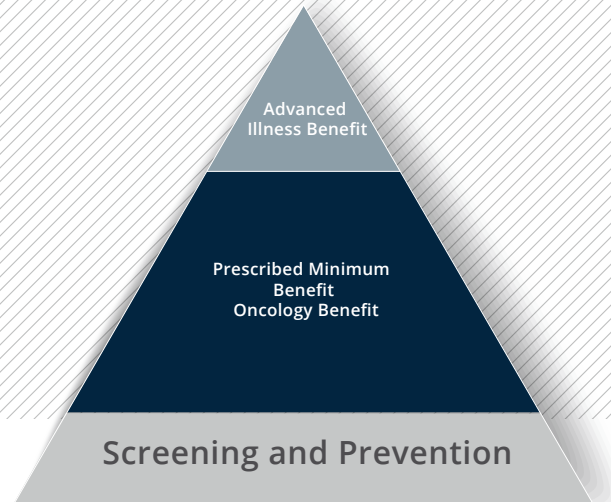 Advanced
Illness Benefit
Prescribed Minimum
Benefit
Oncology Benefit
Screening and Prevention